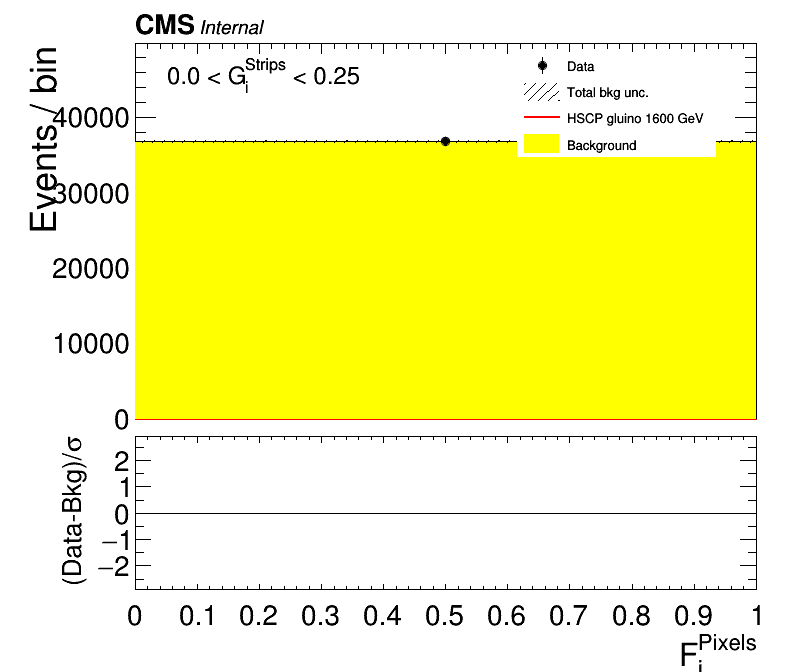 CMS Internal
0.0 < G_i^Strips < 0.25
Data
Total bkg unc.
HSCP gluino 1600 GeV
Background
Events / bin
40000
30000
20000
10000
0
(Data-Bkg)/σ
2
1
0
−1
−2
0 0.1 0.2 0.3 0.4 0.5 0.6 0.7 0.8 0.9 1
F_i^Pixels